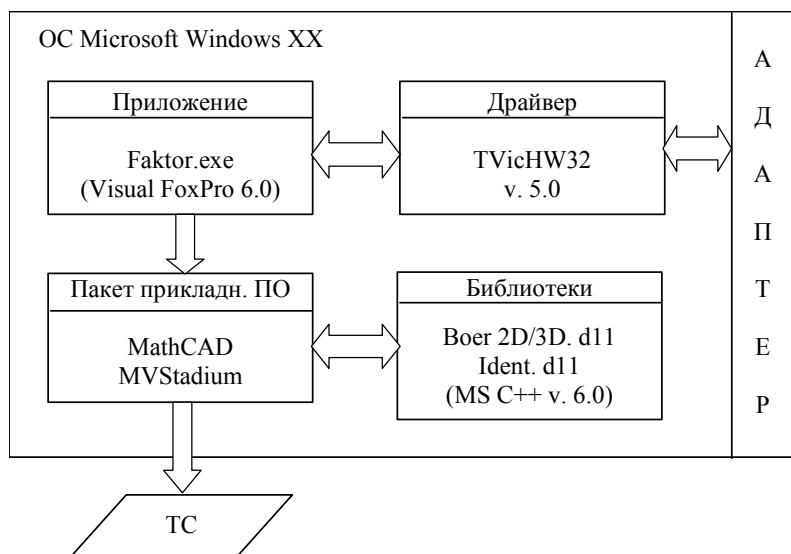 ОС Microsoft Windows XX
Приложение
Faktor.exe
(Visual FoxPro 6.0)
Драйвер
TVicHW32
v. 5.0
Пакет прикладн. ПО
MathCAD
MVStadium
Библиотеки
Boer 2D/3D. d11
Ident. d11
(MS C++ v. 6.0)
ТС
А
Д
А
П
Т
Е
Р